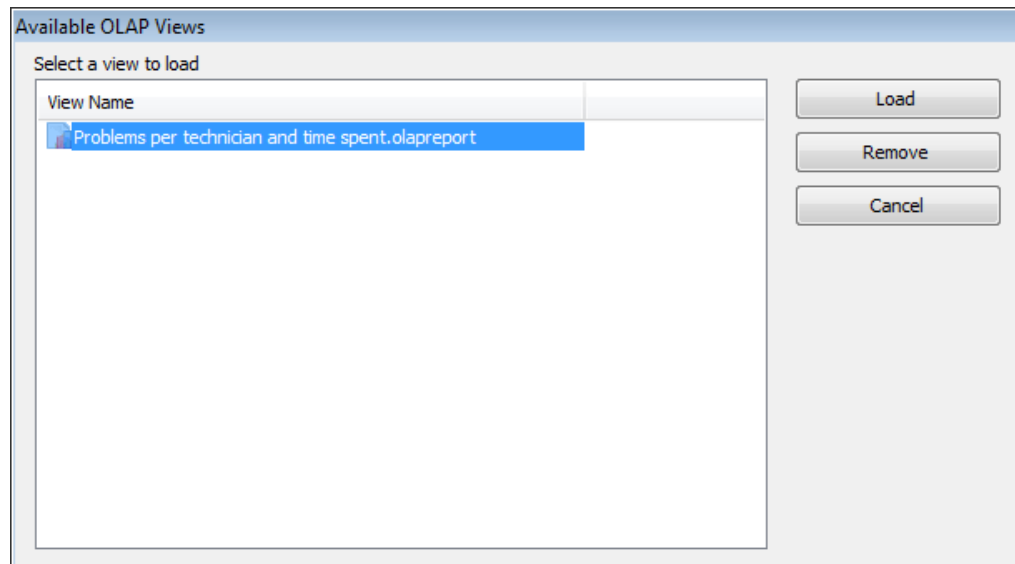 Available OLAP Views
Select a view to load
View Name
Problems per technician and time spent.olapreport
Load
Remove
Cancel